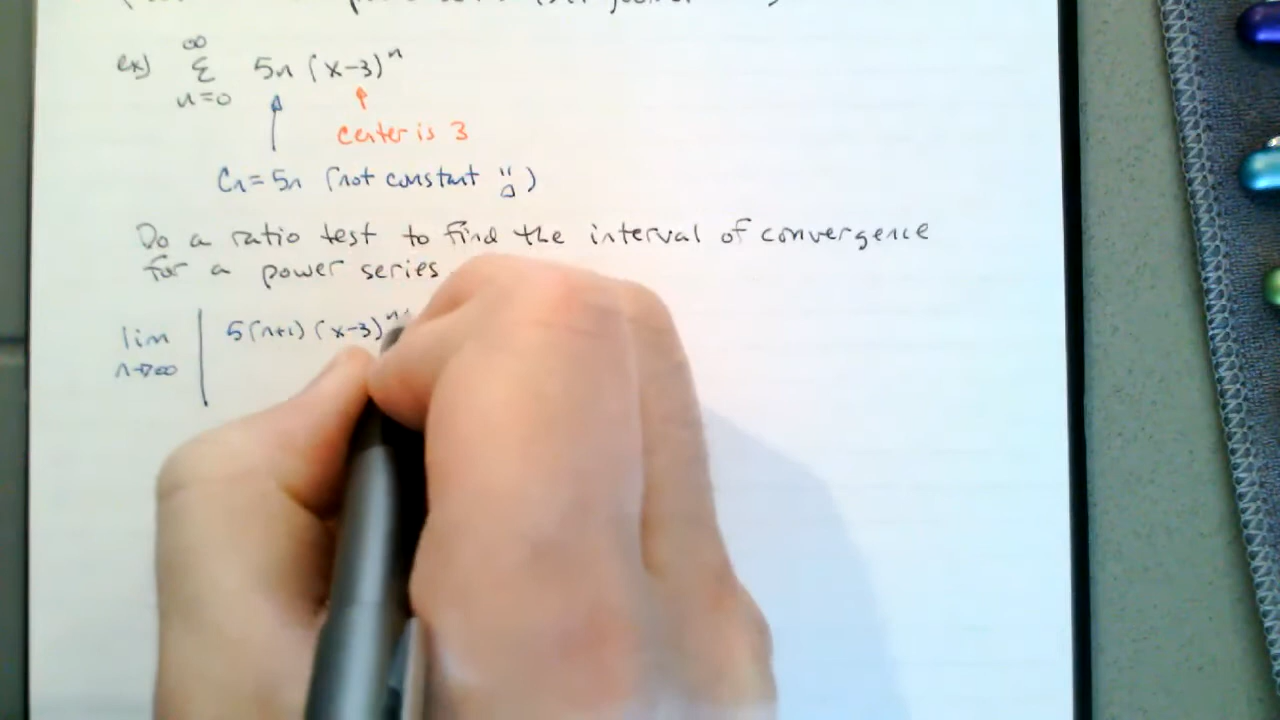 ex) ∞ Σ n=0 5n (x-3)^n
center is 3
Cn = 5n (not constant)
Do a ratio test to find the interval of convergence
for a power series
lim n→∞ | 5(n+1) (x-3)^n